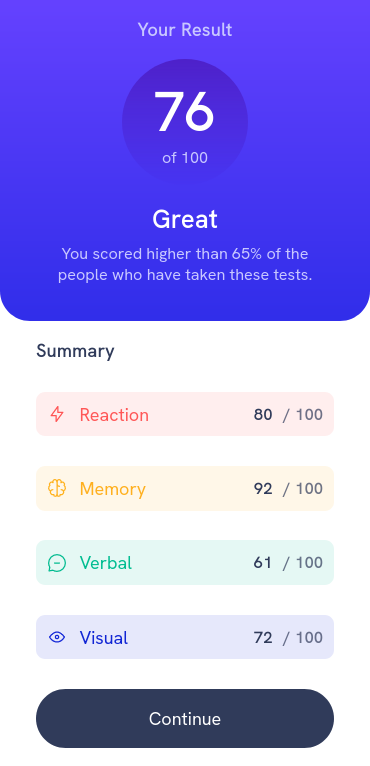 Your Result
76
of 100
Great
You scored higher than 65% of the
people who have taken these tests.
Summary
Reaction 80 / 100
Memory 92 / 100
Verbal 61 / 100
Visual 72 / 100
Continue